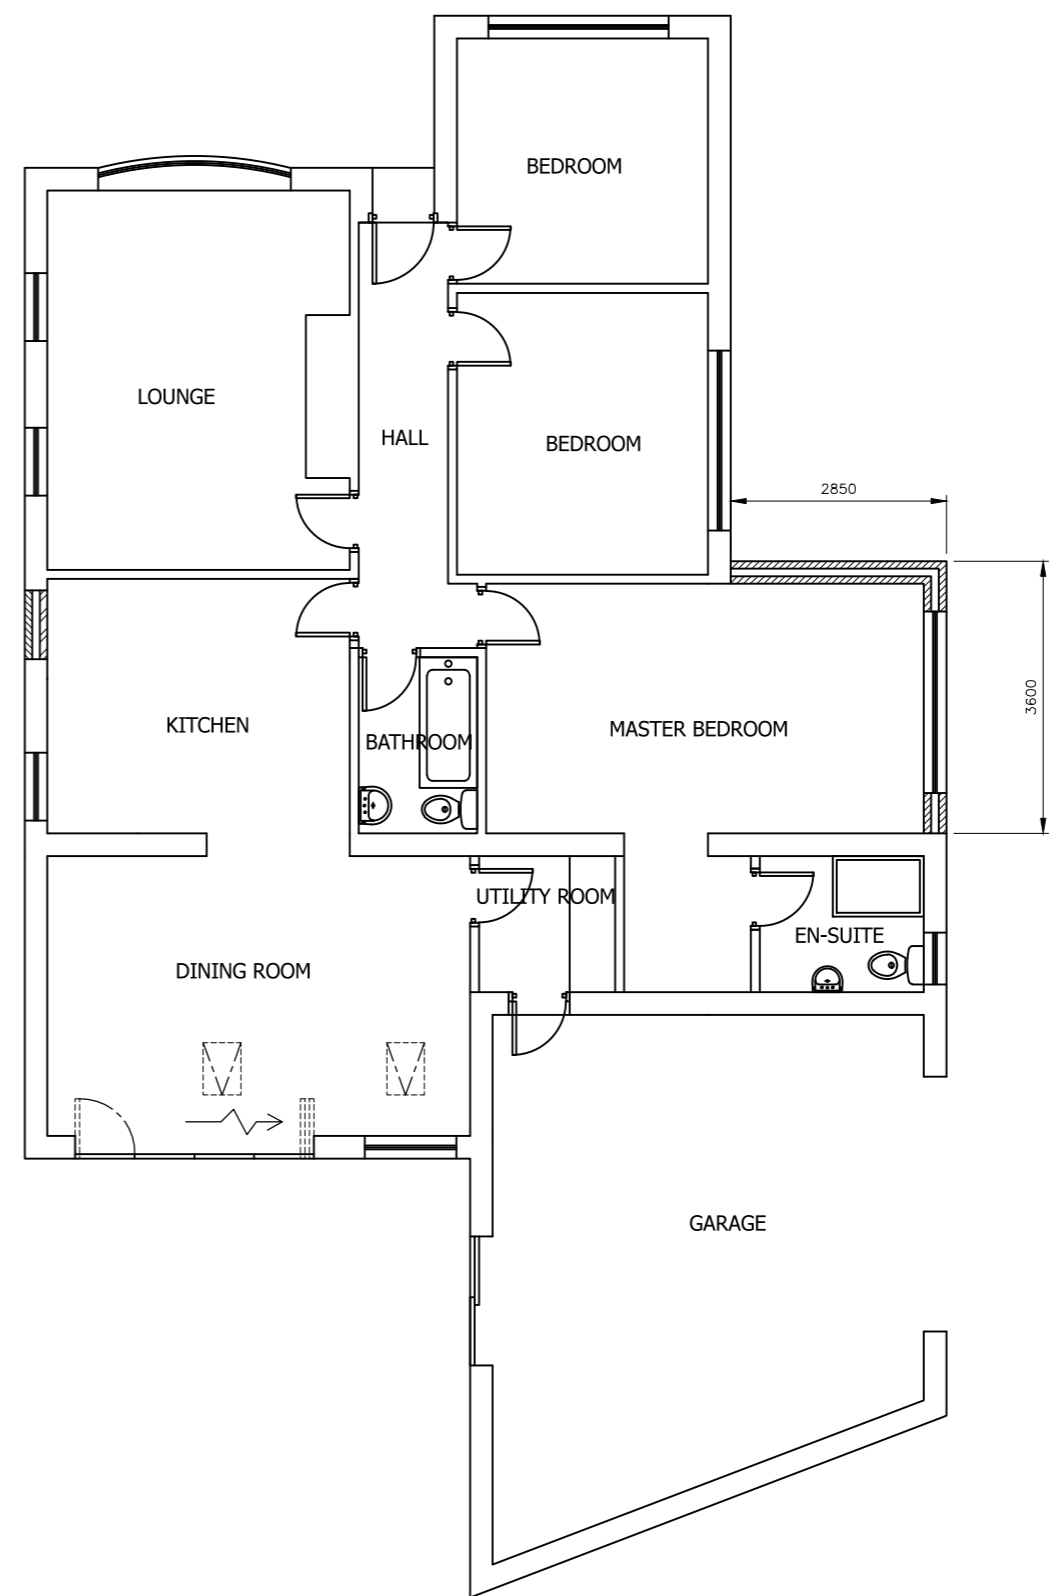 BEDROOM
LOUNGE
HALL
BEDROOM
2850
3600
KITCHEN
BATHROOM
MASTER BEDROOM
UTILITY ROOM
EN-SUITE
DINING ROOM
GARAGE